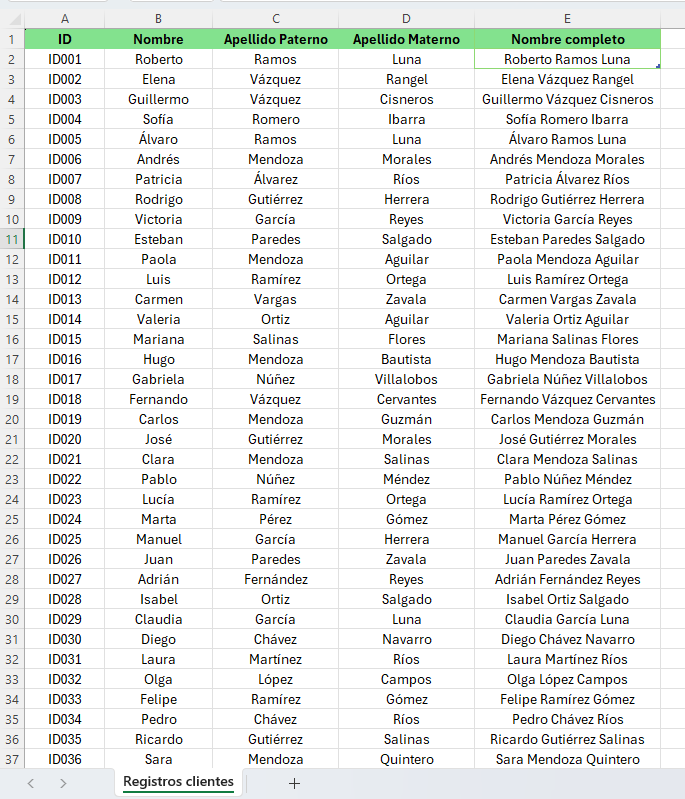 A B C D E
1 ID Nombre Apellido Paterno Apellido Materno Nombre completo
2 ID001 Roberto Ramos Luna Roberto Ramos Luna
3 ID002 Elena Vázquez Rangel Elena Vázquez Rangel
4 ID003 Guillermo Vázquez Cisneros Guillermo Vázquez Cisneros
5 ID004 Sofía Romero Ibarra Sofía Romero Ibarra
6 ID005 Álvaro Ramos Luna Álvaro Ramos Luna
7 ID006 Andrés Mendoza Morales Andrés Mendoza Morales
8 ID007 Patricia Álvarez Ríos Patricia Álvarez Ríos
9 ID008 Rodrigo Gutiérrez Herrera Rodrigo Gutiérrez Herrera
10 ID009 Victoria García Reyes Victoria García Reyes
11 ID010 Esteban Paredes Salgado Esteban Paredes Salgado
12 ID011 Paola Mendoza Aguilar Paola Mendoza Aguilar
13 ID012 Luis Ramírez Ortega Luis Ramírez Ortega
14 ID013 Carmen Vargas Zavala Carmen Vargas Zavala
15 ID014 Valeria Ortiz Aguilar Valeria Ortiz Aguilar
16 ID015 Mariana Salinas Flores Mariana Salinas Flores
17 ID016 Hugo Mendoza Bautista Hugo Mendoza Bautista
18 ID017 Gabriela Núñez Villalobos Gabriela Núñez Villalobos
19 ID018 Fernando Vázquez Cervantes Fernando Vázquez Cervantes
20 ID019 Carlos Mendoza Guzmán Carlos Mendoza Guzmán
21 ID020 José Gutiérrez Morales José Gutiérrez Morales
22 ID021 Clara Mendoza Salinas Clara Mendoza Salinas
23 ID022 Pablo Núñez Méndez Pablo Núñez Méndez
24 ID023 Lucía Ramírez Ortega Lucía Ramírez Ortega
25 ID024 Marta Pérez Gómez Marta Pérez Gómez
26 ID025 Manuel García Herrera Manuel García Herrera
27 ID026 Juan Paredes Zavala Juan Paredes Zavala
28 ID027 Adrián Fernández Reyes Adrián Fernández Reyes
29 ID028 Isabel Ortiz Salgado Isabel Ortiz Salgado
30 ID029 Claudia García Luna Claudia García Luna
31 ID030 Diego Chávez Navarro Diego Chávez Navarro
32 ID031 Laura Martínez Ríos Laura Martínez Ríos
33 ID032 Olga López Campos Olga López Campos
34 ID033 Felipe Ramírez Gómez Felipe Ramírez Gómez
35 ID034 Pedro Chávez Ríos Pedro Chávez Ríos
36 ID035 Ricardo Gutiérrez Salinas Ricardo Gutiérrez Salinas
37 ID036 Sara Mendoza Quintero Sara Mendoza Quintero
Registros clientes